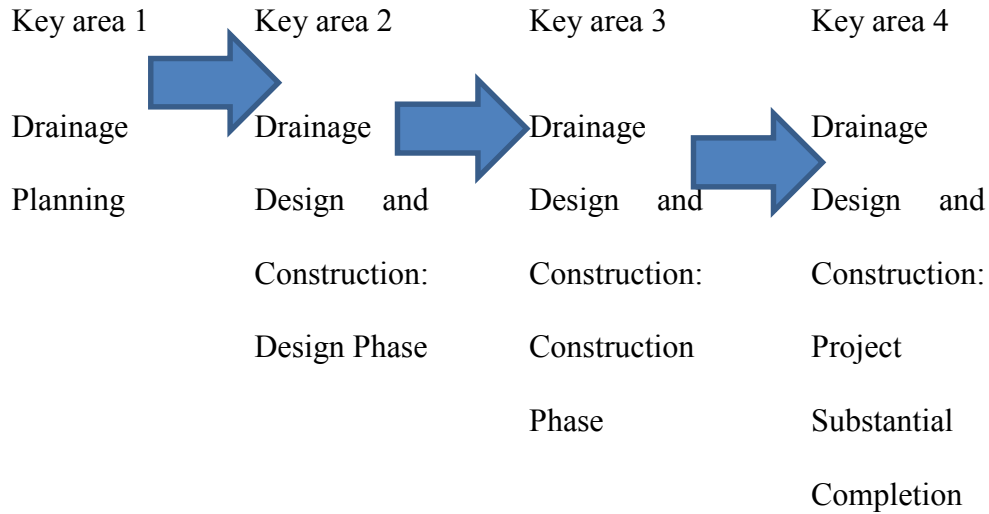 Key area 1
Drainage
Planning
Key area 2
Drainage
Design and
Construction:
Design Phase
Key area 3
Drainage
Design and
Construction:
Construction
Phase
Key area 4
Drainage
Design and
Construction:
Project
Substantial
Completion